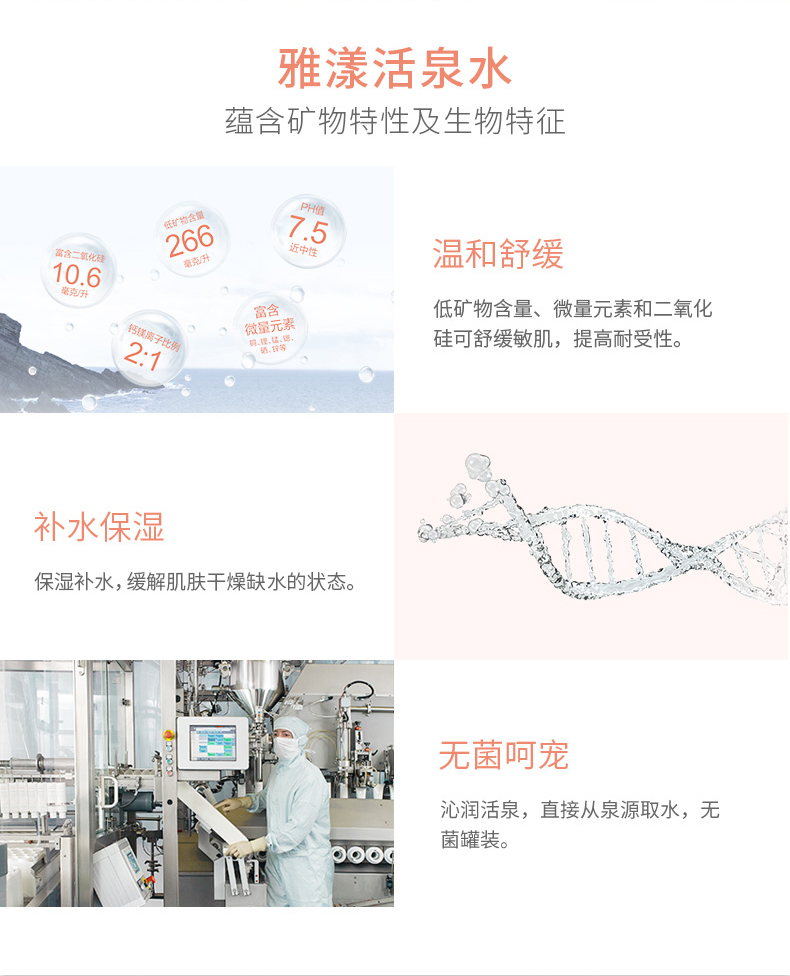 雅漾活泉水
蕴含矿物特性及生物特征
富含二氧化硅
10.6
毫克/升
低矿物含量
266
毫克/升
PH值
7.5
近中性
钙镁离子比例
2:1
富含
微量元素
硒、锌等
温和舒缓
低矿物含量、微量元素和二氧化
硅可舒缓敏肌，提高耐受性。
补水保湿
保湿补水，缓解肌肤干燥缺水的状态。
无菌呵宠
沁润活泉，直接从泉源取水，无
菌罐装。